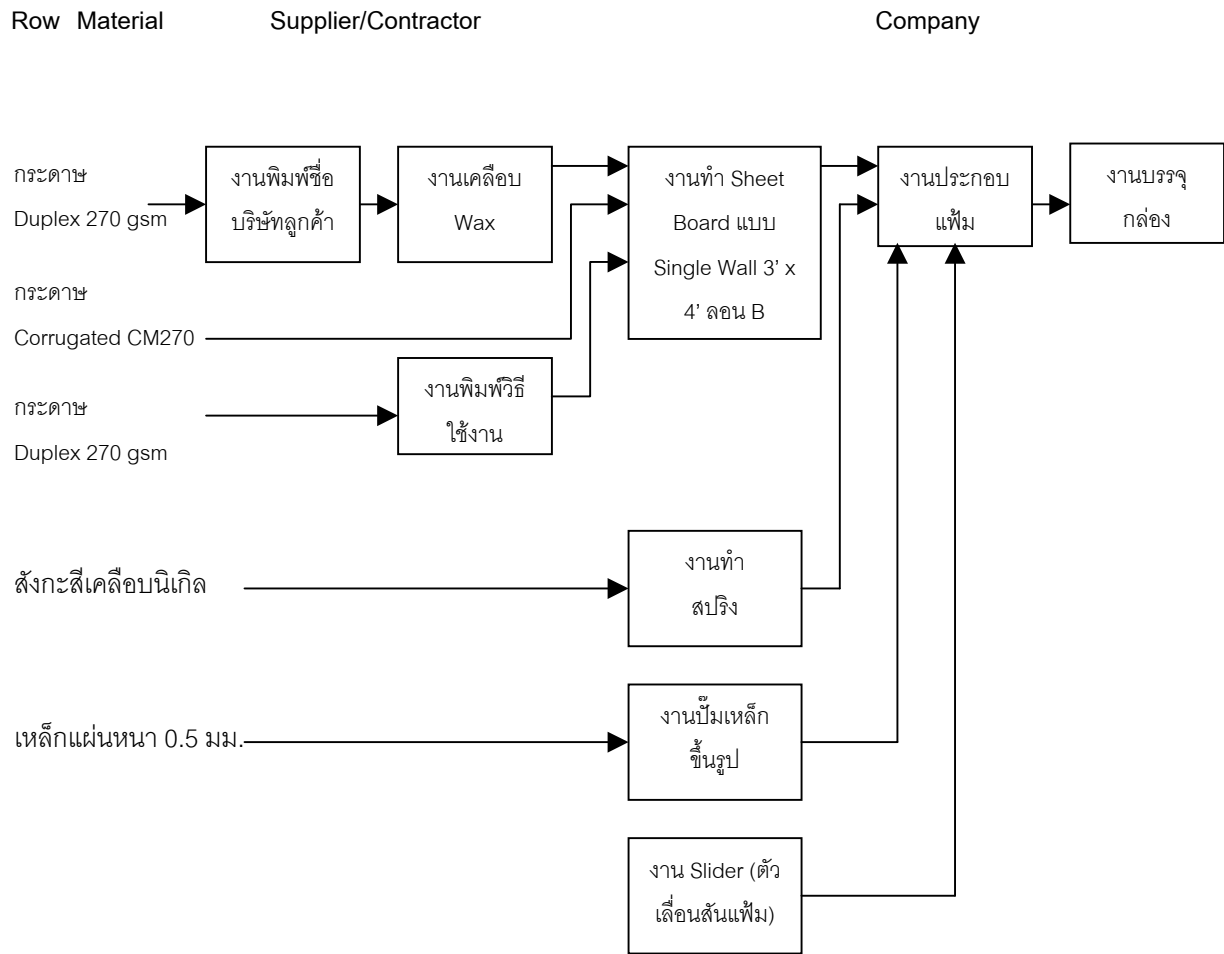 Row Material Supplier/Contractor Company
กระดาษ
Duplex 270 gsm
งานพิมพ์ชื่อ
บริษัทลูกค้า
งานเคลือบ
Wax
งานทำ Sheet
Board แบบ
Single Wall 3' x
4' ลอน B
งานประกอบ
แฟ้ม
งานบรรจุ
กล่อง
กระดาษ
Corrugated CM270
กระดาษ
Duplex 270 gsm
งานพิมพ์วิธี
ใช้งาน
สังกะสีเคลือบนิเกิล
งานทำ
สปริง
เหล็กแผ่นหนา 0.5 มม.
งานปั๊มเหล็ก
ขึ้นรูป
งาน Slider (ตัว
เลื่อนสันแฟ้ม)